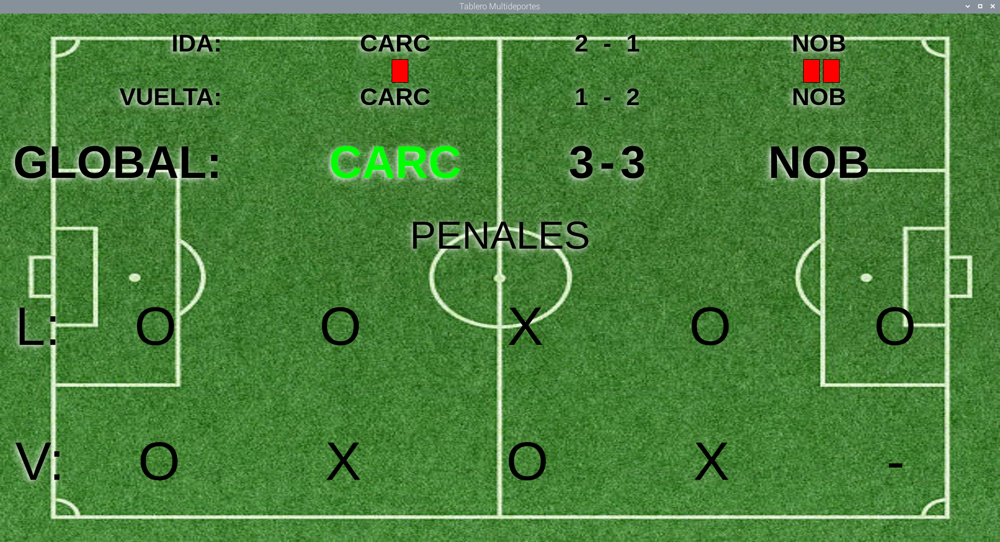 Tablero Multideportes
IDA: CARC 2 - 1 NOB
VUELTA: CARC 1 - 2 NOB
GLOBAL: CARC 3 - 3 NOB
PENALES
L: O O X O O
V: O X O X -